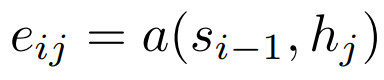 e_{ij} = a(s_{i−1}, h_j)